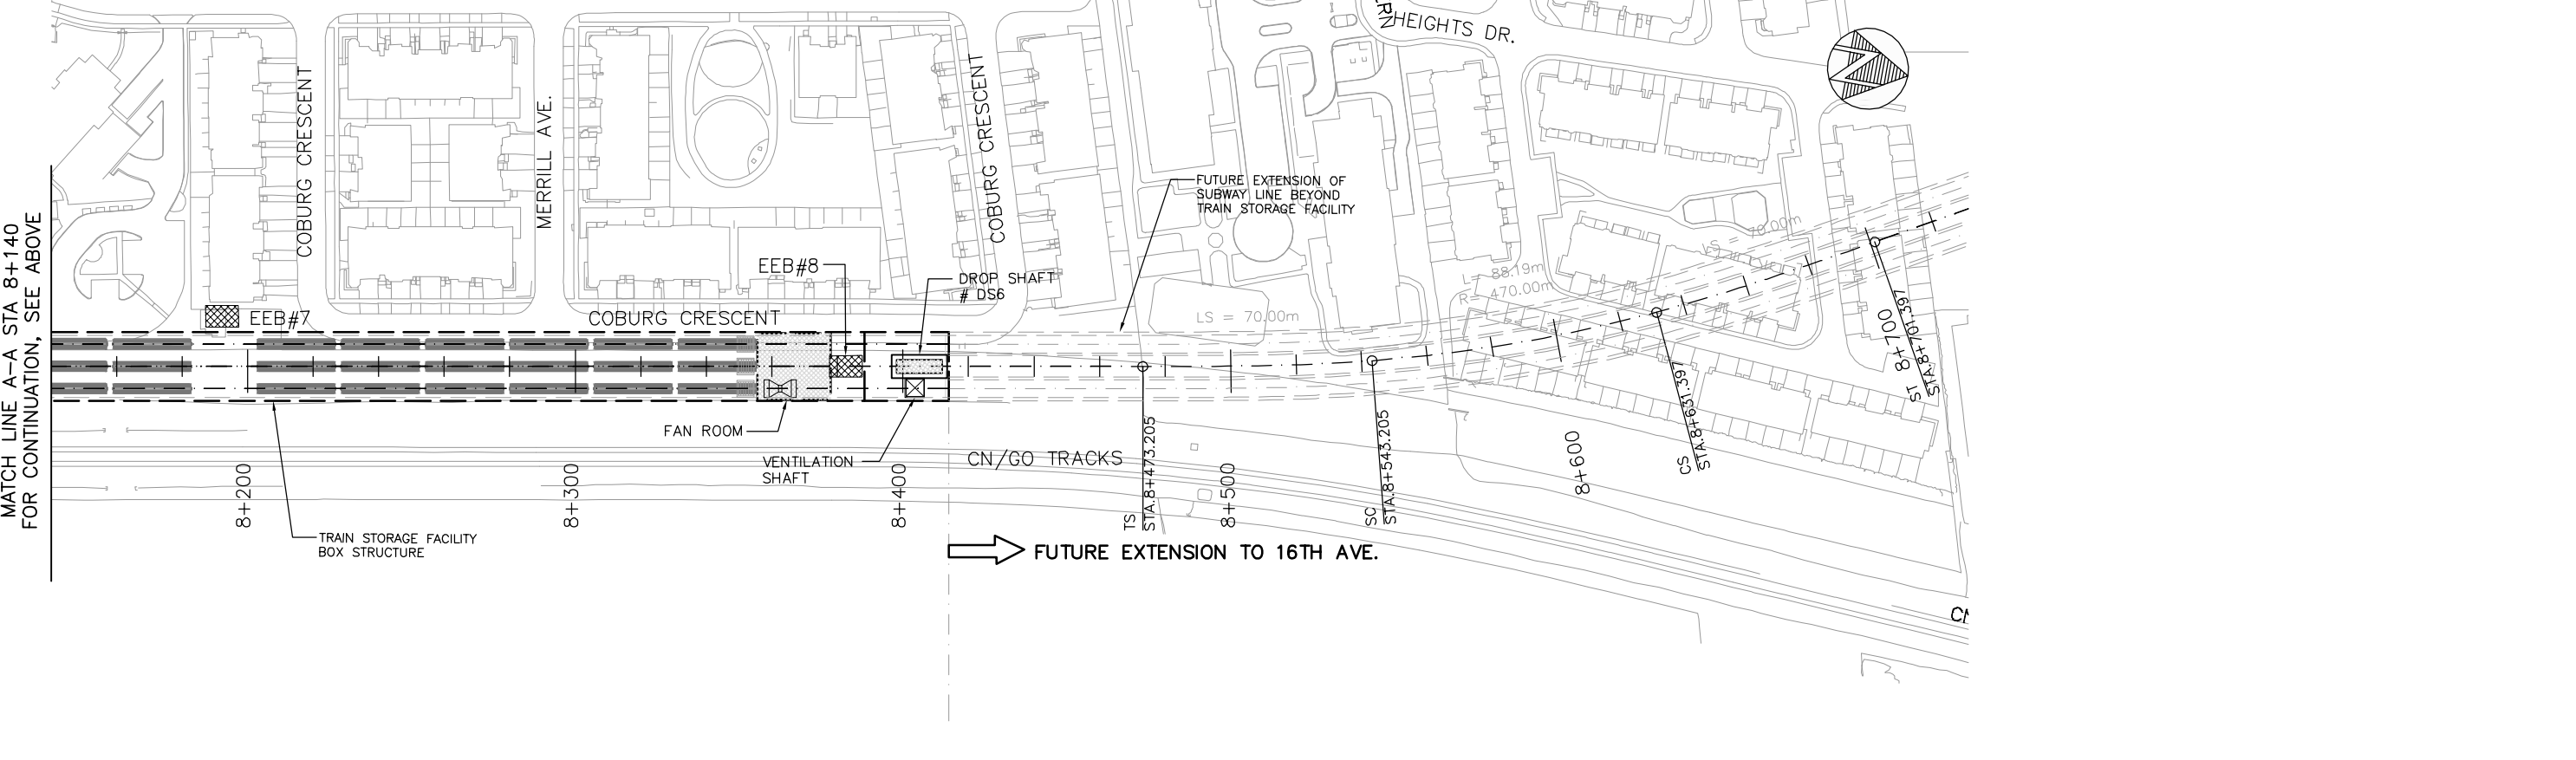 ERN
HEIGHTS DR.
MATCH LINE A-A STA 8+140
FOR CONTINUATION, SEE ABOVE
COBURG CRESCENT
MERRILL AVE.
COBURG CRESCENT
FUTURE EXTENSION OF
SUBWAY LINE BEYOND
TRAIN STORAGE FACILITY
EEB#8
DROP SHAFT
# DS6
EEB#7
COBURG CRESCENT
LS = 70.00m
L= 88.19m
R= 470.00m
LS = 70.00m
FAN ROOM
VENTILATION
SHAFT
CN/GO TRACKS
8+200
8+300
8+400
TS
STA.8+473.205
8+500
SC
STA.8+543.205
8+600
CS
STA.8+631.397
8+700
ST
STA.8+701.397
TRAIN STORAGE FACILITY
BOX STRUCTURE
FUTURE EXTENSION TO 16TH AVE.